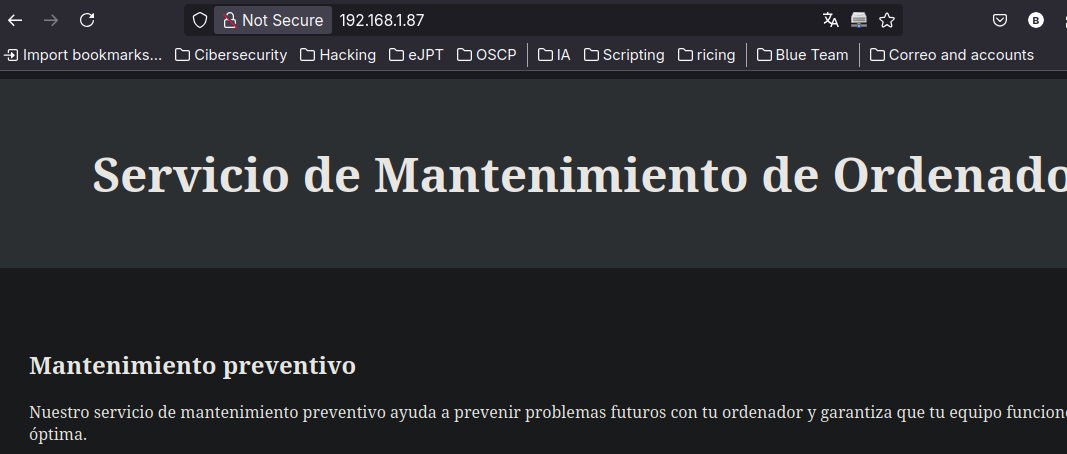 Not Secure 192.168.1.87
Import bookmarks... Cibersecurity Hacking eJPT OSCP IA Scripting ricing Blue Team Correo and accounts
Servicio de Mantenimiento de Ordenado
Mantenimiento preventivo
Nuestro servicio de mantenimiento preventivo ayuda a prevenir problemas futuros con tu ordenador y garantiza que tu equipo funcion
óptima.